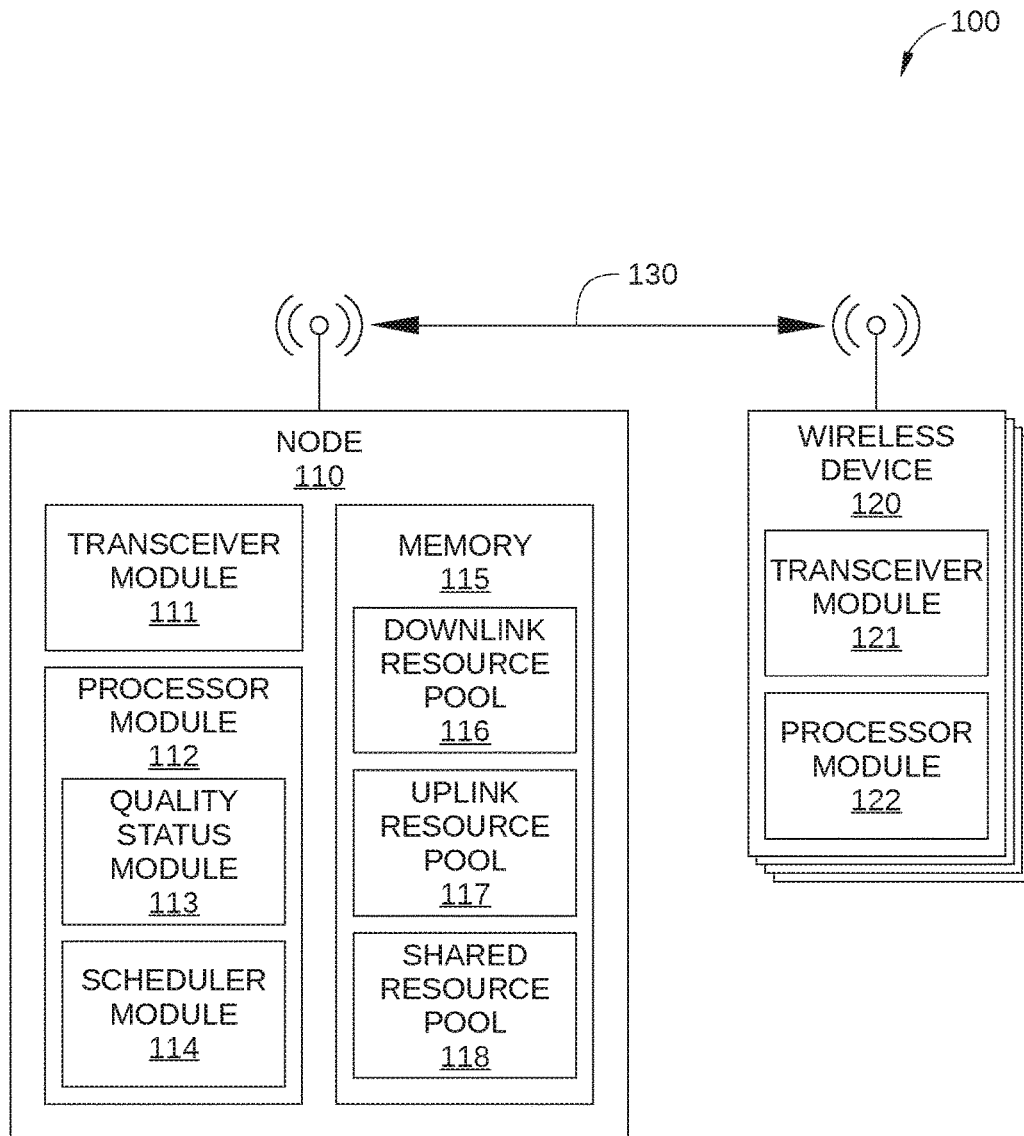 100
130
NODE
110
TRANSCEIVER
MODULE
111
PROCESSOR
MODULE
112
QUALITY
STATUS
MODULE
113
SCHEDULER
MODULE
114
MEMORY
115
DOWNLINK
RESOURCE
POOL
116
UPLINK
RESOURCE
POOL
117
SHARED
RESOURCE
POOL
118
WIRELESS
DEVICE
120
TRANSCEIVER
MODULE
121
PROCESSOR
MODULE
122